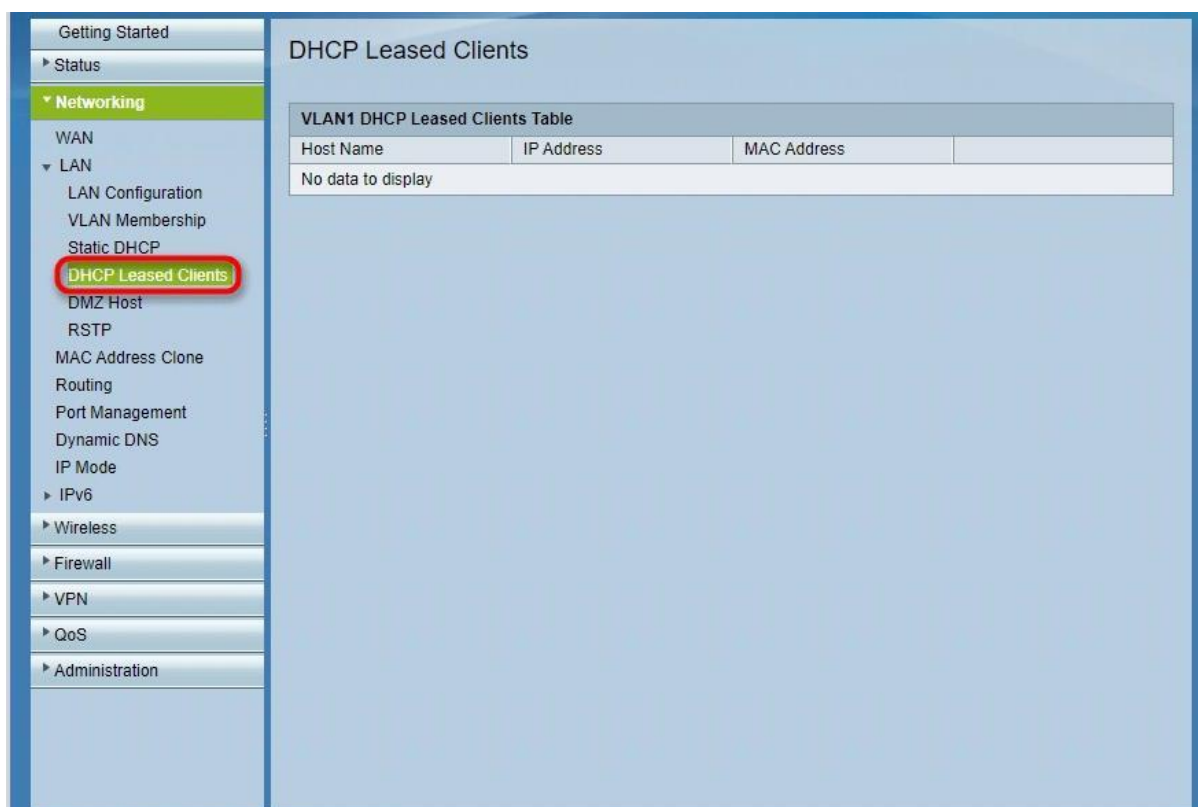 Getting Started
Status
Networking
WAN
LAN
LAN Configuration
VLAN Membership
Static DHCP
DHCP Leased Clients
DMZ Host
RSTP
MAC Address Clone
Routing
Port Management
Dynamic DNS
IP Mode
IPv6
Wireless
Firewall
VPN
QoS
Administration
DHCP Leased Clients
VLAN1 DHCP Leased Clients Table
Host Name IP Address MAC Address
No data to display